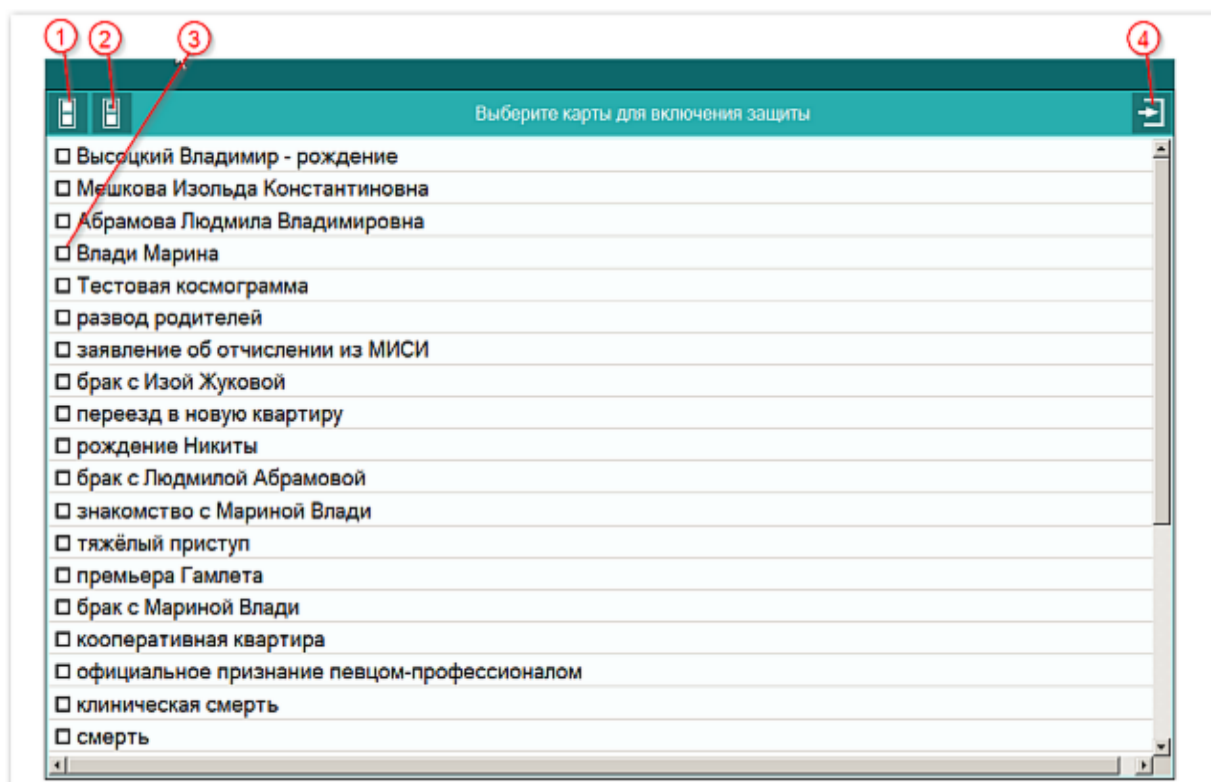 1 2 3 4
Выберите карты для включения защиты
Высоцкий Владимир - рождение
Мешкова Изольда Константиновна
Абрамова Людмила Владимировна
Влади Марина
Тестовая космограмма
развод родителей
заявление об отчислении из МИСИ
брак с Изой Жуковой
переезд в новую квартиру
рождение Никиты
брак с Людмилой Абрамовой
знакомство с Мариной Влади
тяжёлый приступ
премьера Гамлета
брак с Мариной Влади
кооперативная квартира
официальное признание певцом-профессионалом
клиническая смерть
смерть